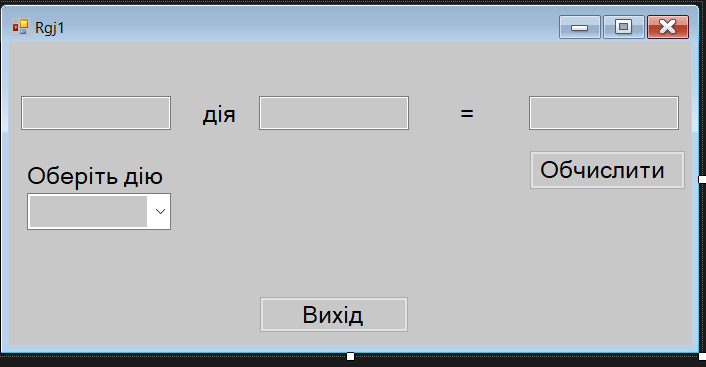 Rgj1
дія =
Оберіть дію
Обчислити
Вихід